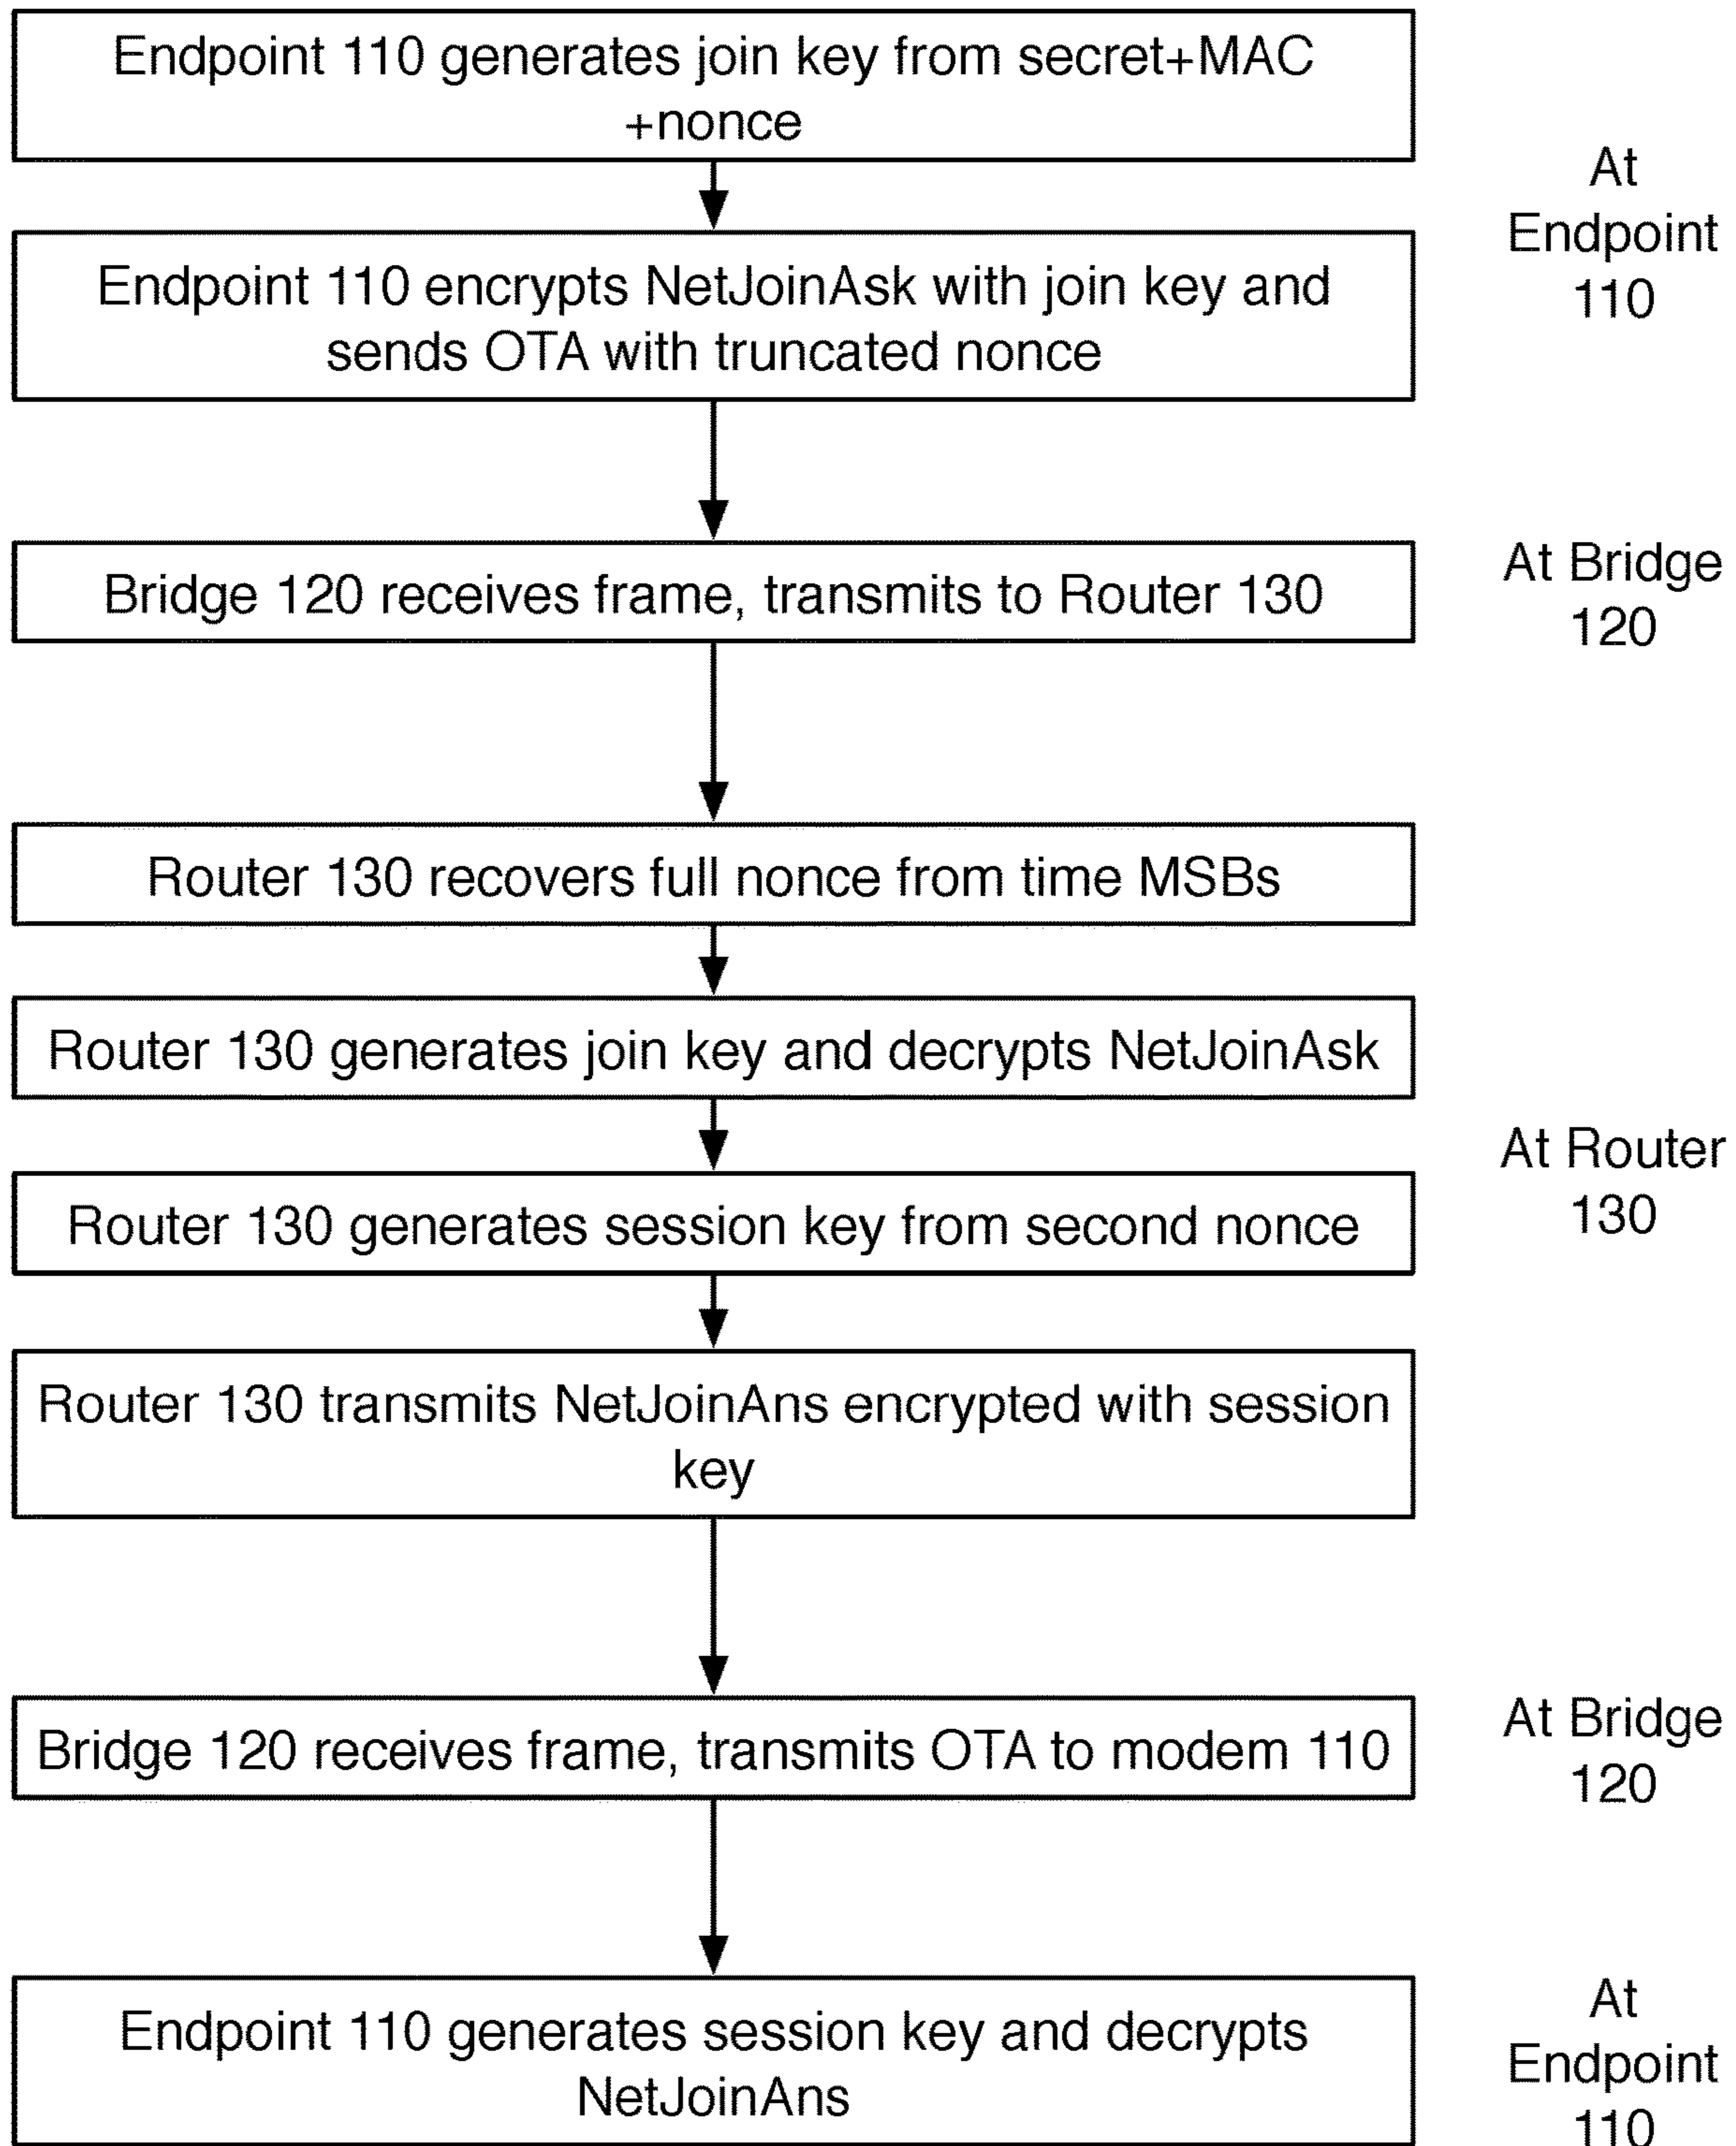 Endpoint 110 generates join key from secret+MAC
+nonce
At
Endpoint
110
Endpoint 110 encrypts NetJoinAsk with join key and
sends OTA with truncated nonce
Bridge 120 receives frame, transmits to Router 130
At Bridge
120
Router 130 recovers full nonce from time MSBs
Router 130 generates join key and decrypts NetJoinAsk
At Router
130
Router 130 generates session key from second nonce
Router 130 transmits NetJoinAns encrypted with session
key
Bridge 120 receives frame, transmits OTA to modem 110
At Bridge
120
Endpoint 110 generates session key and decrypts
NetJoinAns
At
Endpoint
110